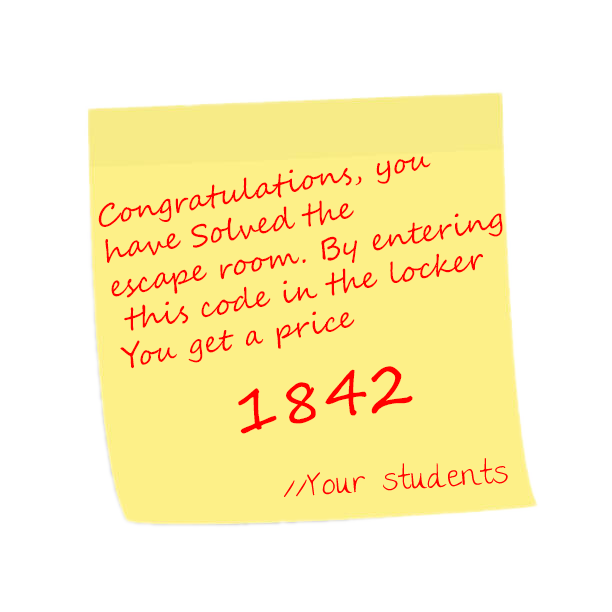 Congratulations, you
have Solved the
escape room. By entering
this code in the locker
You get a price
1842
//Your students